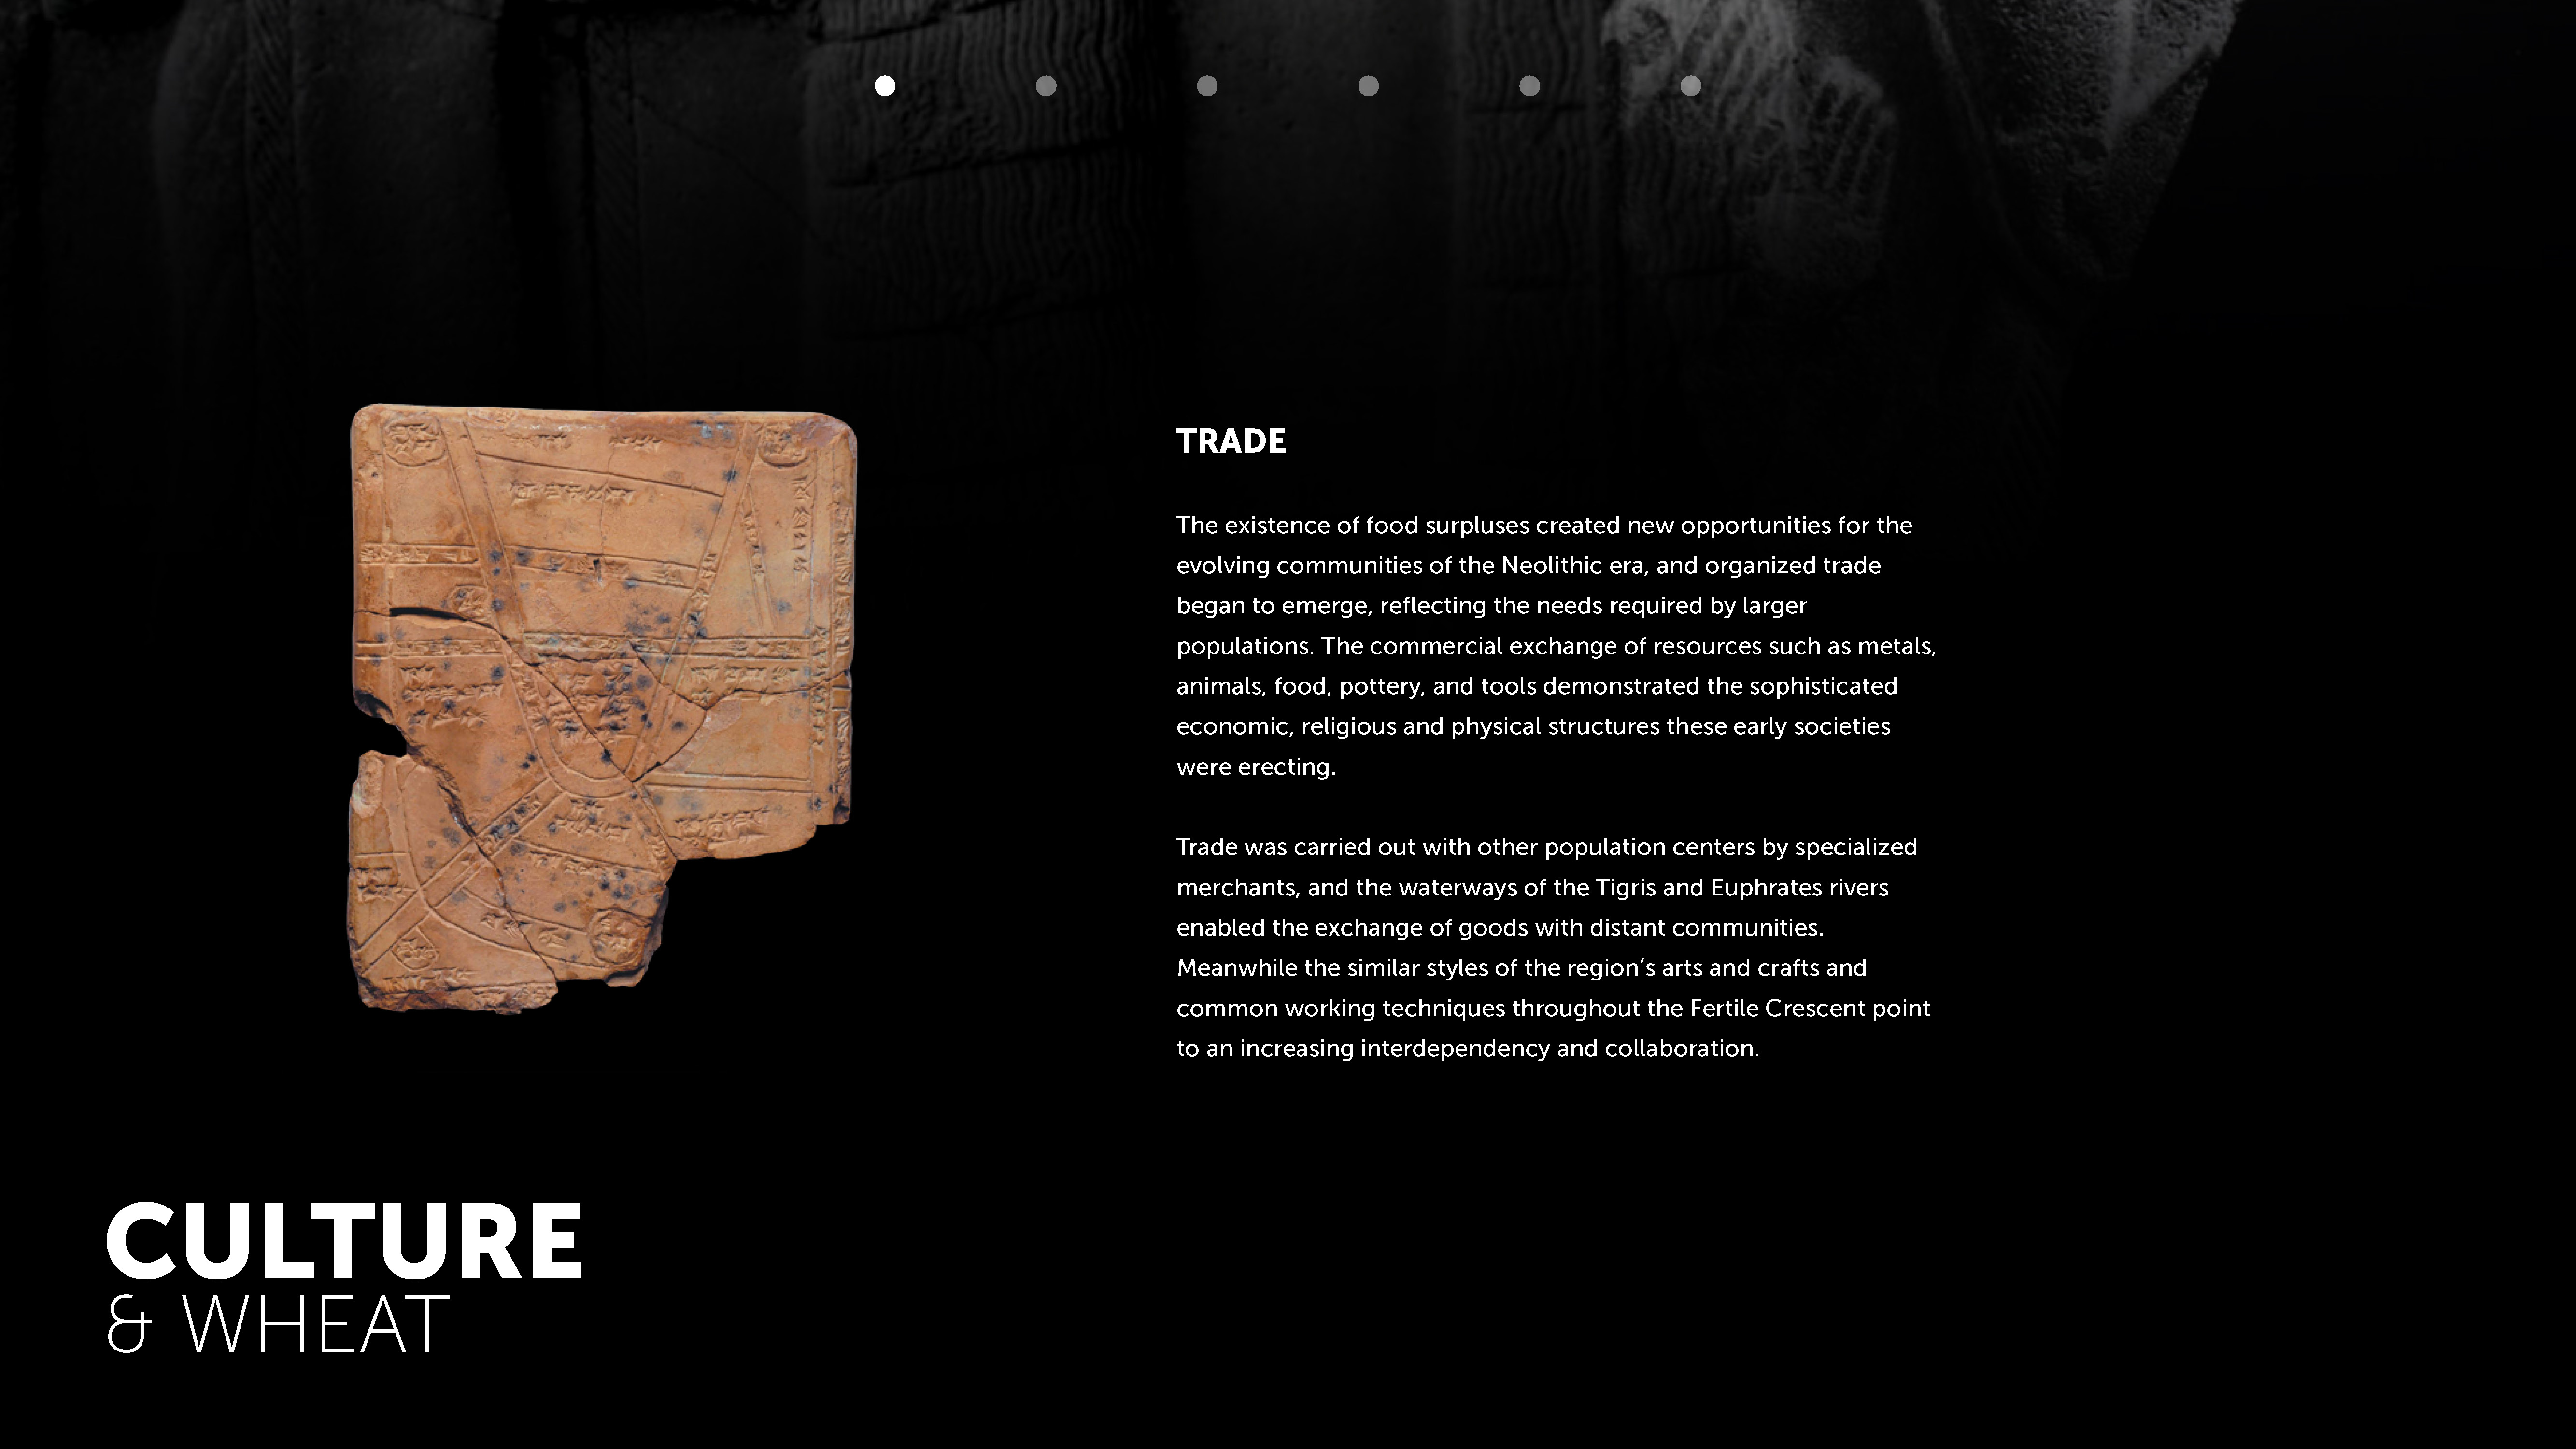 TRADE
The existence of food surpluses created new opportunities for the
evolving communities of the Neolithic era, and organized trade
began to emerge, reflecting the needs required by larger
populations. The commercial exchange of resources such as metals,
animals, food, pottery, and tools demonstrated the sophisticated
economic, religious and physical structures these early societies
were erecting.
Trade was carried out with other population centers by specialized
merchants, and the waterways of the Tigris and Euphrates rivers
enabled the exchange of goods with distant communities.
Meanwhile the similar styles of the region’s arts and crafts and
common working techniques throughout the Fertile Crescent point
to an increasing interdependency and collaboration.
CULTURE
& WHEAT